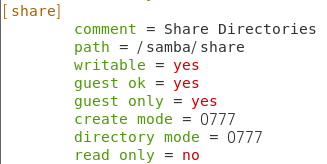 [share]
comment = Share Directories
path = /samba/share
writable = yes
guest ok = yes
guest only = yes
create mode = 0777
directory mode = 0777
read only = no